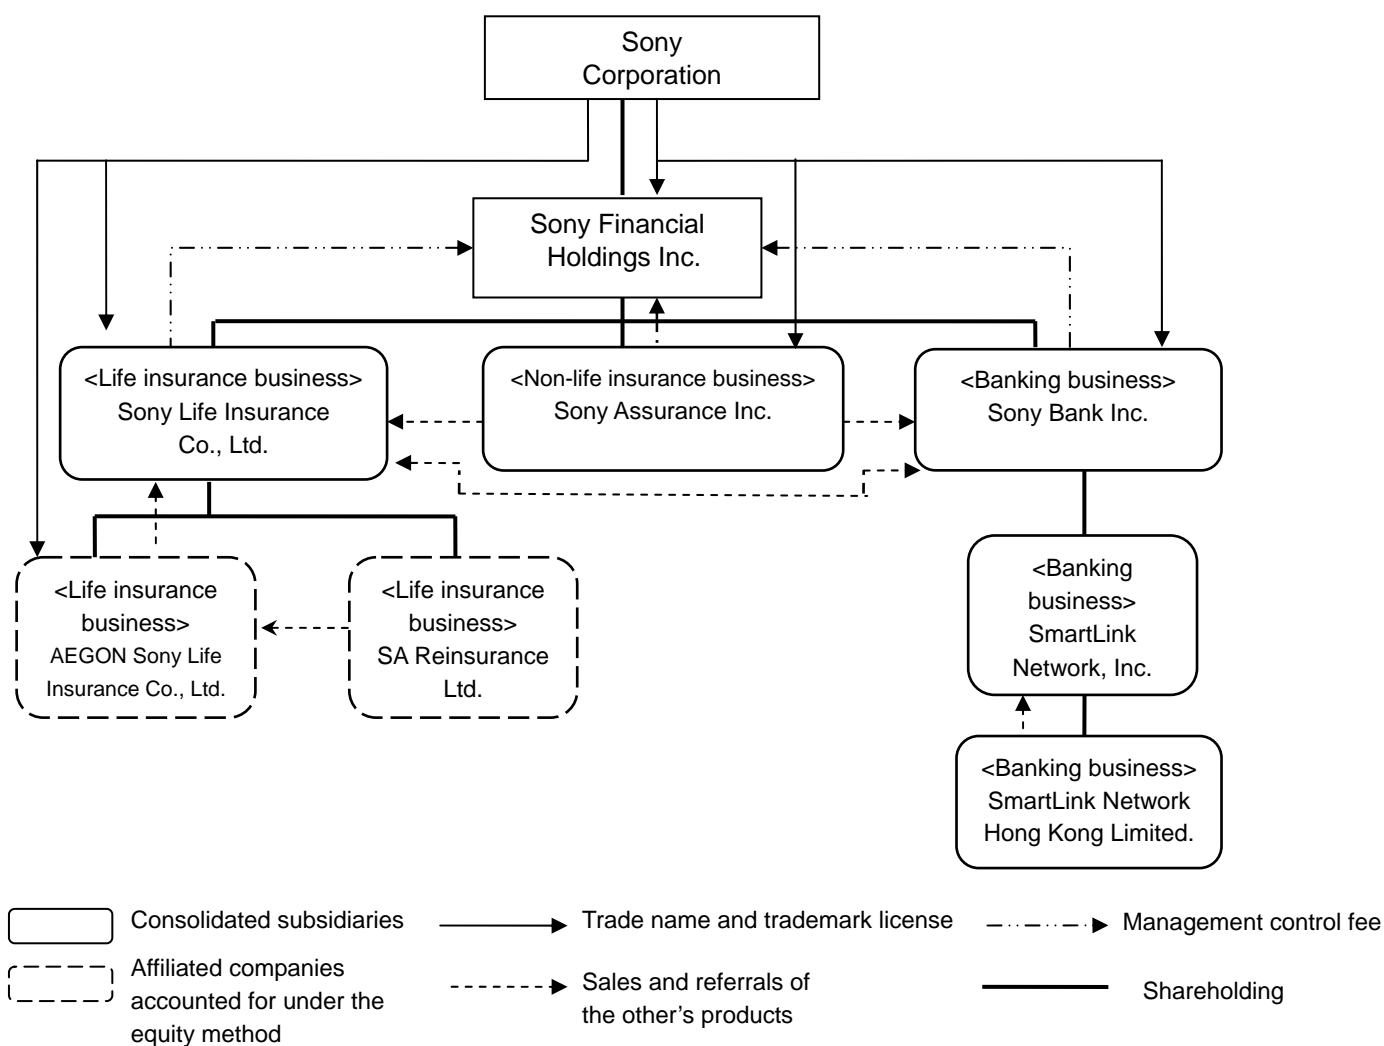 Sony
Corporation
Sony Financial
Holdings Inc.
<Life insurance business>
Sony Life Insurance
Co., Ltd.
<Non-life insurance business>
Sony Assurance Inc.
<Banking business>
Sony Bank Inc.
<Life insurance
business>
AEGON Sony Life
Insurance Co., Ltd.
<Life insurance
business>
SA Reinsurance
Ltd.
<Banking
business>
SmartLink
Network, Inc.
<Banking business>
SmartLink Network
Hong Kong Limited.
Consolidated subsidiaries
Trade name and trademark license
Management control fee
Affiliated companies
accounted for under the
equity method
Sales and referrals of
the other's products
Shareholding